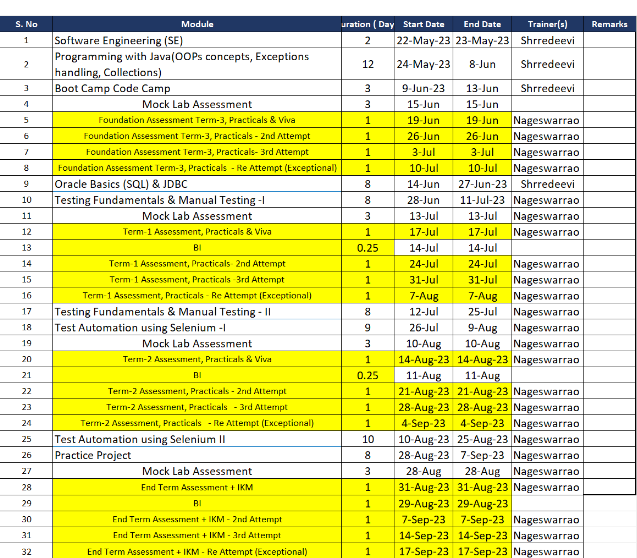 S. No Module uration ( Day Start Date End Date Trainer(s) Remarks
1 Software Engineering (SE) 2 22-May-23 23-May-23 Shrredeevi
2 Programming with Java(OOPs concepts, Exceptions handling, Collections) 12 24-May-23 8-Jun Shrredeevi
3 Boot Camp Code Camp 3 9-Jun-23 13-Jun Shrredeevi
4 Mock Lab Assessment 3 15-Jun 15-Jun
5 Foundation Assessment Term-3, Practicals & Viva 1 19-Jun 19-Jun Nageswarrao
6 Foundation Assessment Term-3, Practicals - 2nd Attempt 1 26-Jun 26-Jun Nageswarrao
7 Foundation Assessment Term-3, Practicals- 3rd Attempt 1 3-Jul 3-Jul Nageswarrao
8 Foundation Assessment Term-3, Practicals - Re Attempt (Exceptional) 1 10-Jul 10-Jul Nageswarrao
9 Oracle Basics (SQL) & JDBC 8 14-Jun 27-Jun-23 Shrredeevi
10 Testing Fundamentals & Manual Testing -I 8 28-Jun 11-Jul-23 Nageswarrao
11 Mock Lab Assessment 3 13-Jul 13-Jul Nageswarrao
12 Term-1 Assessment, Practicals & Viva 1 17-Jul 17-Jul Nageswarrao
13 BI 0.25 14-Jul 14-Jul
14 Term-1 Assessment, Practicals -2nd Attempt 1 24-Jul 24-Jul Nageswarrao
15 Term-1 Assessment, Practicals -3rd Attempt 1 31-Jul 31-Jul Nageswarrao
16 Term-1 Assessment, Practicals - Re Attempt (Exceptional) 1 7-Aug 7-Aug Nageswarrao
17 Testing Fundamentals & Manual Testing - II 8 12-Jul 25-Jul Nageswarrao
18 Test Automation using Selenium -I 9 26-Jul 9-Aug Nageswarrao
19 Mock Lab Assessment 3 10-Aug 10-Aug Nageswarrao
20 Term-2 Assessment, Practicals & Viva 1 14-Aug-23 14-Aug-23 Nageswarrao
21 BI 0.25 11-Aug 11-Aug
22 Term-2 Assessment, Practicals - 2nd Attempt 1 21-Aug-23 21-Aug-23 Nageswarrao
23 Term-2 Assessment, Practicals - 3rd Attempt 1 28-Aug-23 28-Aug-23 Nageswarrao
24 Term-2 Assessment, Practicals - Re Attempt (Exceptional) 1 4-Sep-23 4-Sep-23 Nageswarrao
25 Test Automation using Selenium II 10 10-Aug-23 25-Aug-23 Nageswarrao
26 Practice Project 8 28-Aug-23 7-Sep-23 Nageswarrao
27 Mock Lab Assessment 3 28-Aug 28-Aug Nageswarrao
28 End Term Assessment + IKM 1 31-Aug-23 31-Aug-23 Nageswarrao
29 BI 1 29-Aug-23 29-Aug-23
30 End Term Assessment + IKM - 2nd Attempt 1 7-Sep-23 7-Sep-23 Nageswarrao
31 End Term Assessment + IKM - 3rd Attempt 1 14-Sep-23 14-Sep-23 Nageswarrao
32 End Term Assessment + IKM - Re Attempt (Exceptional) 1 17-Sep-23 17-Sep-23 Nageswarrao